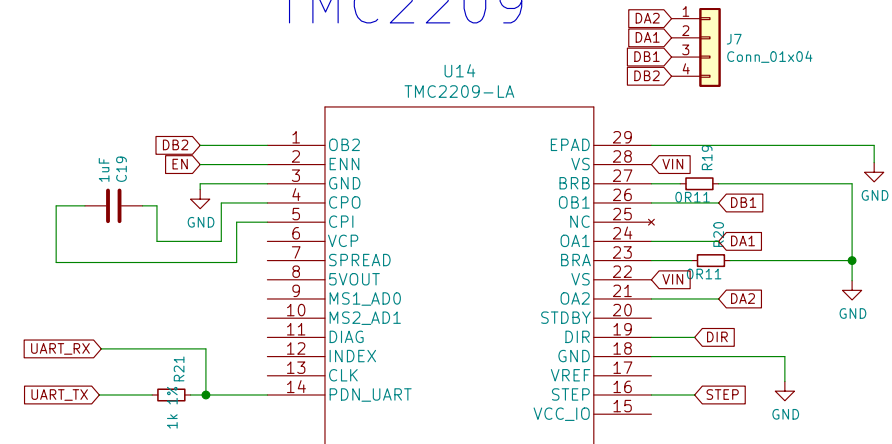 TMC2209
DA2 1
DA1 2
DB1 3
DB2 4
J7
Conn_01x04
U14
TMC2209-LA
DB2 1 OB2
EN 2 ENN
3 GND
GND
4 CPO
5 CPI
6 VCP
7 SPREAD
8 5VOUT
9 MS1_AD0
10 MS2_AD1
11 DIAG
12 INDEX
13 CLK
14 PDN_UART
1uF
C19
UART_RX
UART_TX
R21
1k 1%
EPAD 29
VS 28 VIN
BRB 27
R19
0R11
OB1 26 DB1
NC 25
OA1 24 DA1
R20
BRA 23
0R11
VS 22 VIN
OA2 21 DA2
STDBY 20
DIR 19 DIR
GND 18
VREF 17
STEP 16 STEP
VCC_IO 15
GND
GND
GND